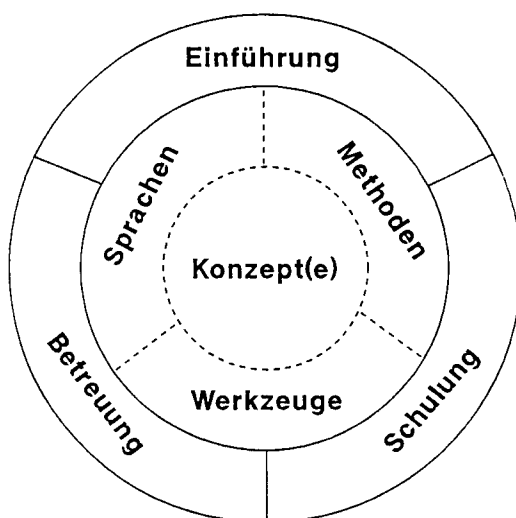 Einführung
Sprachen
Methoden
Konzept(e)
Werkzeuge
Betreuung
Schulung